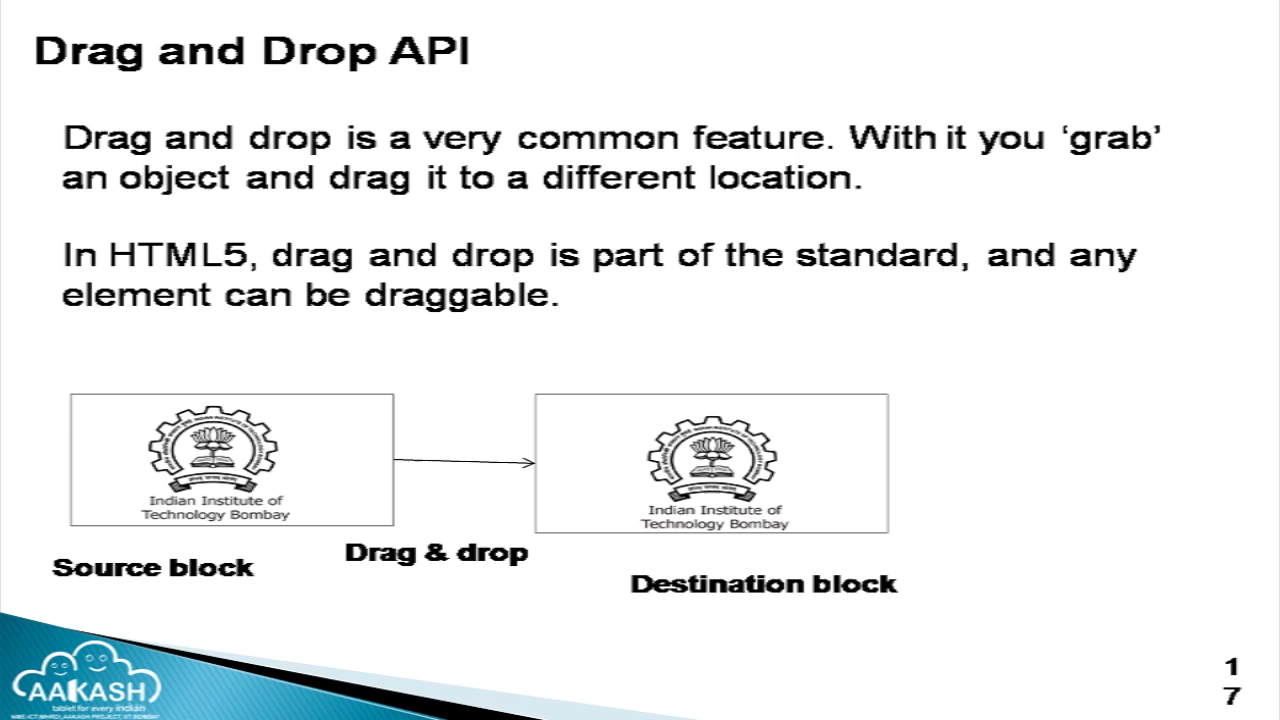 Drag and Drop API
Drag and drop is a very common feature. With it you ‘grab’
an object and drag it to a different location.
In HTML5, drag and drop is part of the standard, and any
element can be draggable.
Indian Institute of
Technology Bombay
Indian Institute of
Technology Bombay
Source block
Drag & drop
Destination block
AAKASH
tablet for every indian
1
7